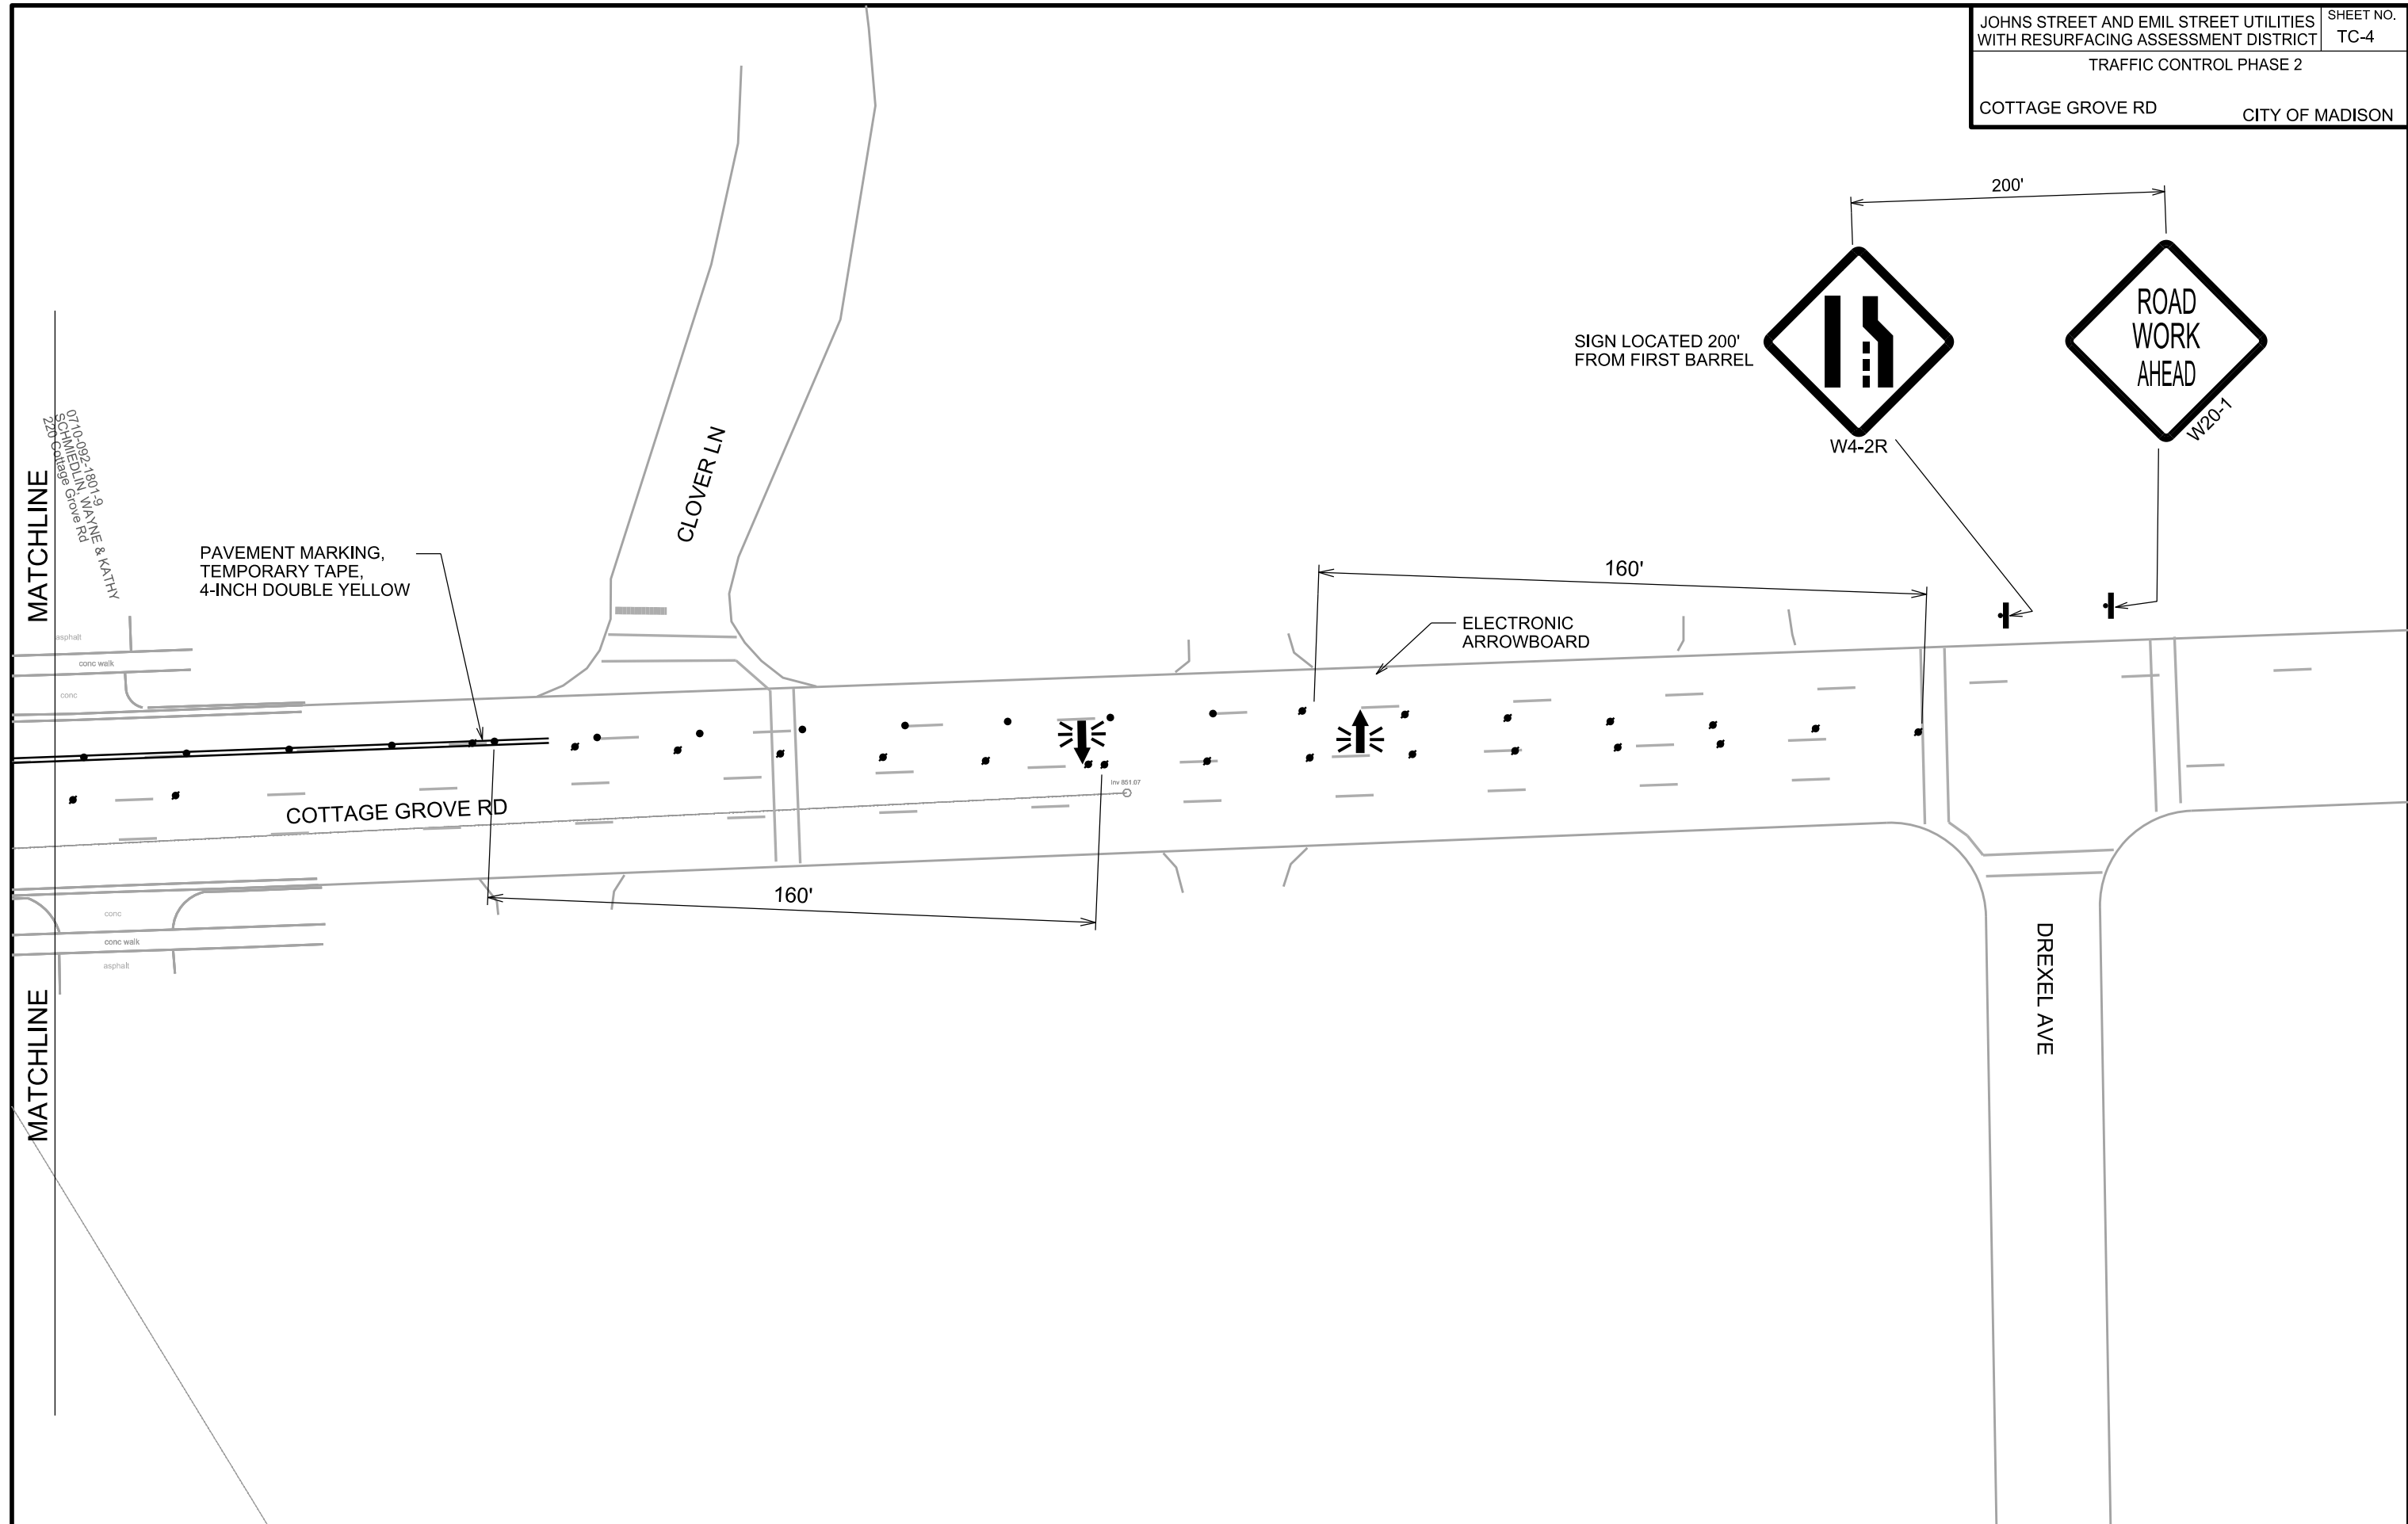 JOHNS STREET AND EMIL STREET UTILITIES
WITH RESURFACING ASSESSMENT DISTRICT
SHEET NO.
TC-4
TRAFFIC CONTROL PHASE 2
COTTAGE GROVE RD
CITY OF MADISON
200'
SIGN LOCATED 200'
FROM FIRST BARREL
W4-2R
ROAD
WORK
AHEAD
W20-1
MATCHLINE
0710-092-1801-9
SCHMIEDLIN, WAYNE & KATHY
220 Cottage Grove Rd
PAVEMENT MARKING,
TEMPORARY TAPE,
4-INCH DOUBLE YELLOW
CLOVER LN
160'
ELECTRONIC
ARROWBOARD
asphalt
conc walk
conc
Inv 851.07
COTTAGE GROVE RD
160'
conc
conc walk
asphalt
MATCHLINE
DREXEL AVE